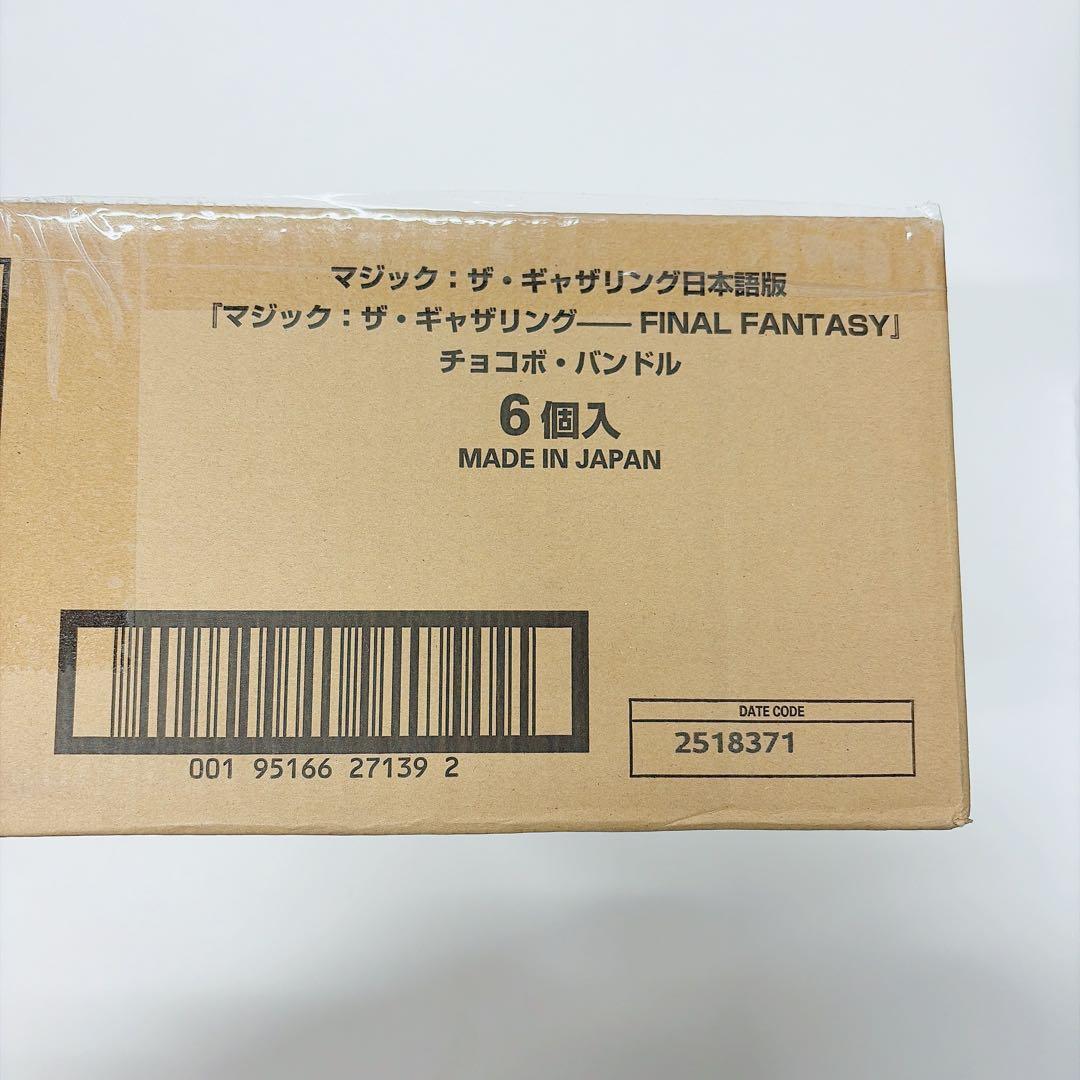 マジック：ザ・ギャザリング日本語版
『マジック：ザ・ギャザリング―― FINAL FANTASY』
チョコボ・バンドル
6個入
MADE IN JAPAN
001 95166 27139 2
DATE CODE
2518371